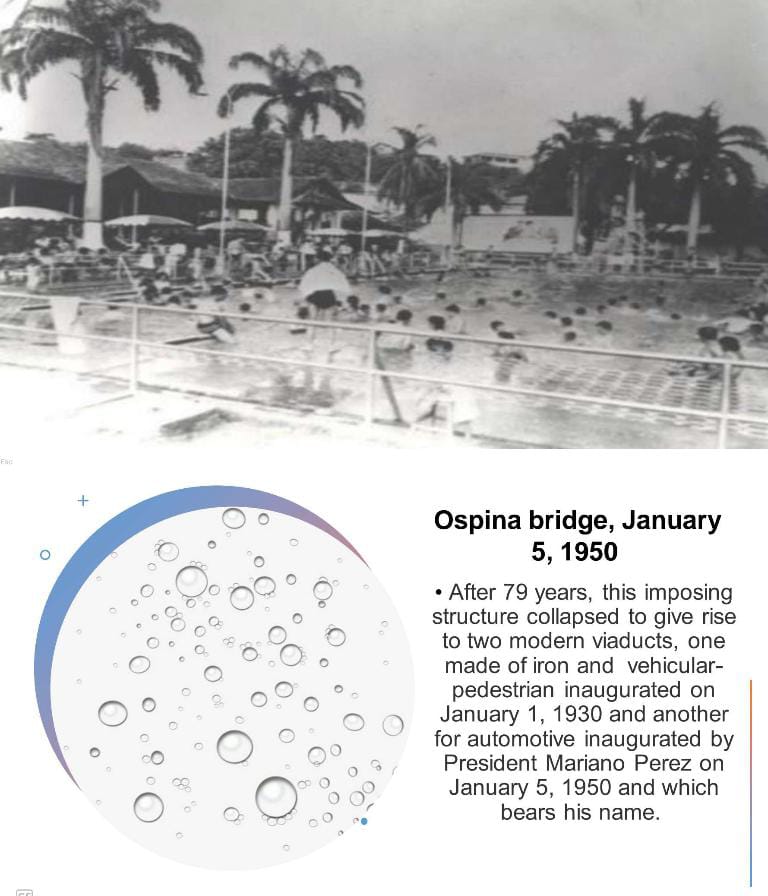 Ospina bridge, January
5, 1950
• After 79 years, this imposing
structure collapsed to give rise
to two modern viaducts, one
made of iron and vehicular-
pedestrian inaugurated on
January 1, 1930 and another
for automotive inaugurated by
President Mariano Perez on
January 5, 1950 and which
bears his name.